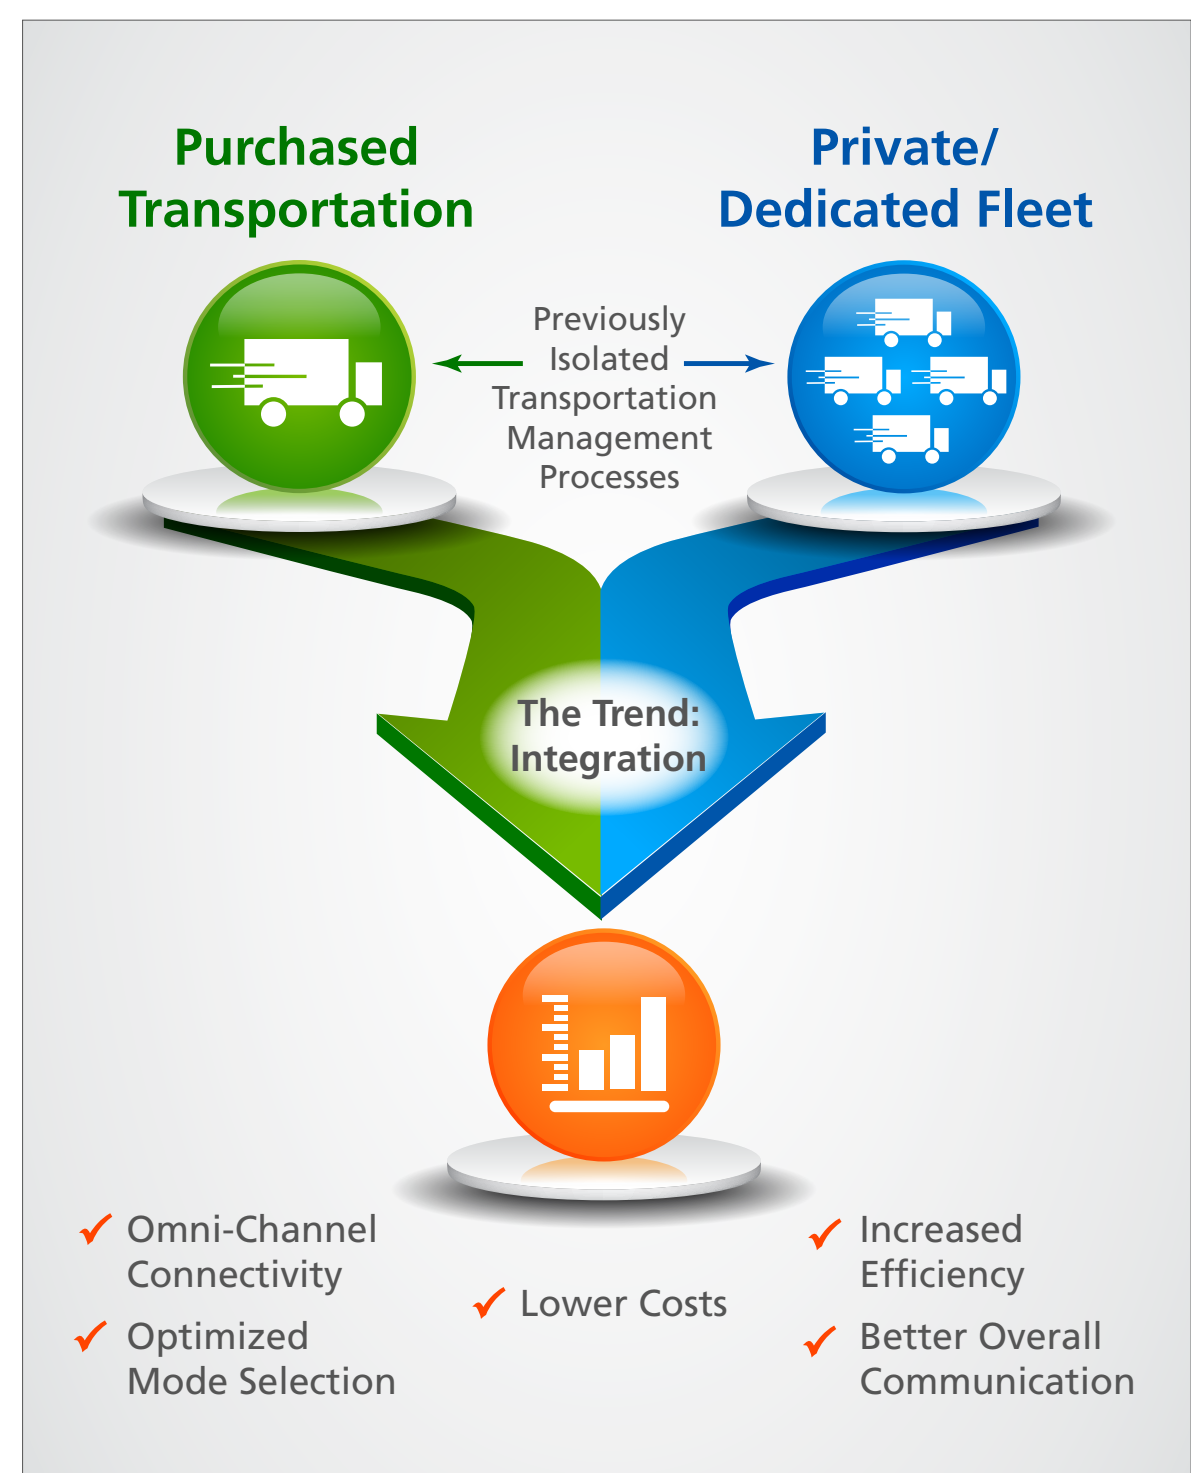 Purchased
Transportation
Private/
Dedicated Fleet
Previously
Isolated
Transportation
Management
Processes
The Trend:
Integration
Omni-Channel
Connectivity
Optimized
Mode Selection
Lower Costs
Increased
Efficiency
Better Overall
Communication